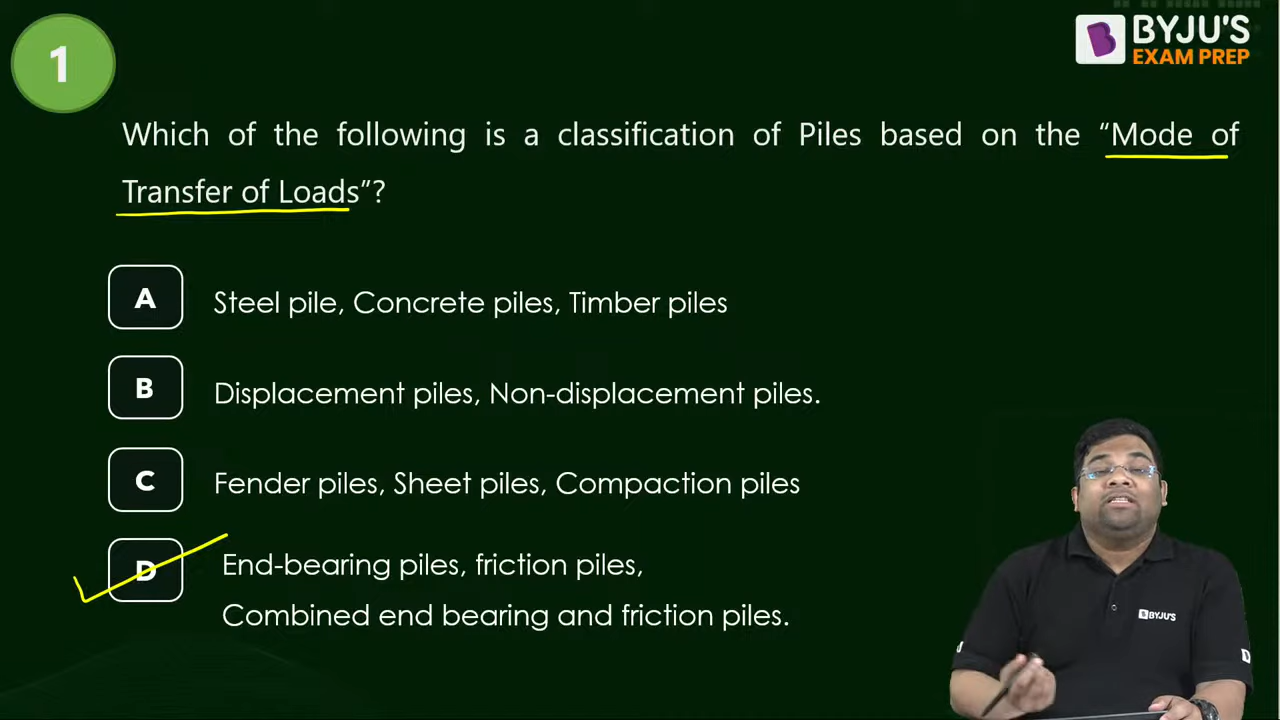 1
BYJU'S
EXAM PREP
Which of the following is a classification of Piles based on the “Mode of
Transfer of Loads”?
A
Steel pile, Concrete piles, Timber piles
B
Displacement piles, Non-displacement piles.
C
Fender piles, Sheet piles, Compaction piles
D
End-bearing piles, friction piles,
Combined end bearing and friction piles.
BYJU'S